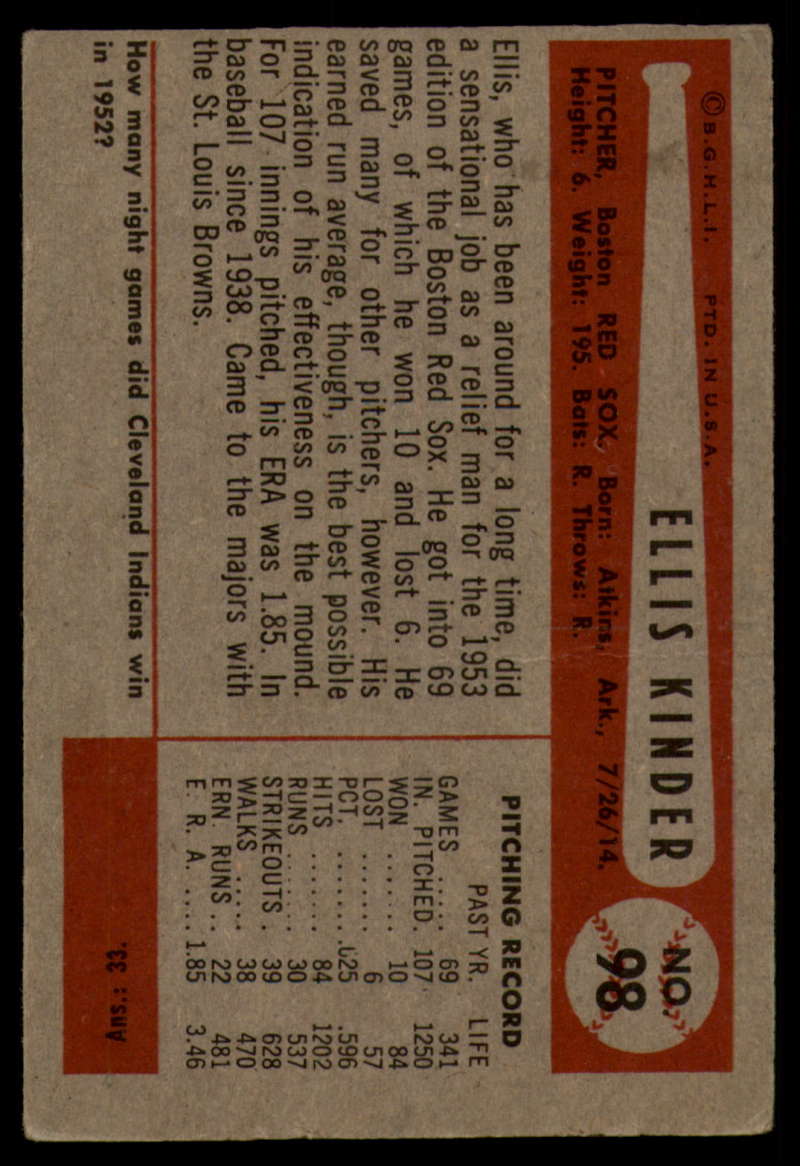 © B.G.H.L.I. PTD. IN U.S.A.
ELLIS KINDER
NO.
98
PITCHER, Boston RED SOX. Born: Atkins, Ark., 7/26/14.
Height: 6. Weight: 195. Bats: R. Throws: R.
Ellis, who has been around for a long time, did
a sensational job as a relief man for the 1953
edition of the Boston Red Sox. He got into 69
games, of which he won 10 and lost 6. He
saved many for other pitchers, however. His
earned run average, though, is the best possible
indication of his effectiveness on the mound.
For 107 innings pitched, his ERA was 1.85. In
baseball since 1938. Came to the majors with
the St. Louis Browns.
PITCHING RECORD
PAST YR. LIFE
GAMES ..... 69 341
IN. PITCHED. 107 1250
WON ....... 10 84
LOST ....... 6 57
PCT. ........ .625 .596
HITS ....... 84 1202
RUNS ....... 30 537
STRIKEOUTS . 39 628
WALKS ..... 38 470
ERN. RUNS .. 22 481
E. R. A. .... 1.85 3.46
How many night games did Cleveland Indians win
in 1952?
Ans.: 33.